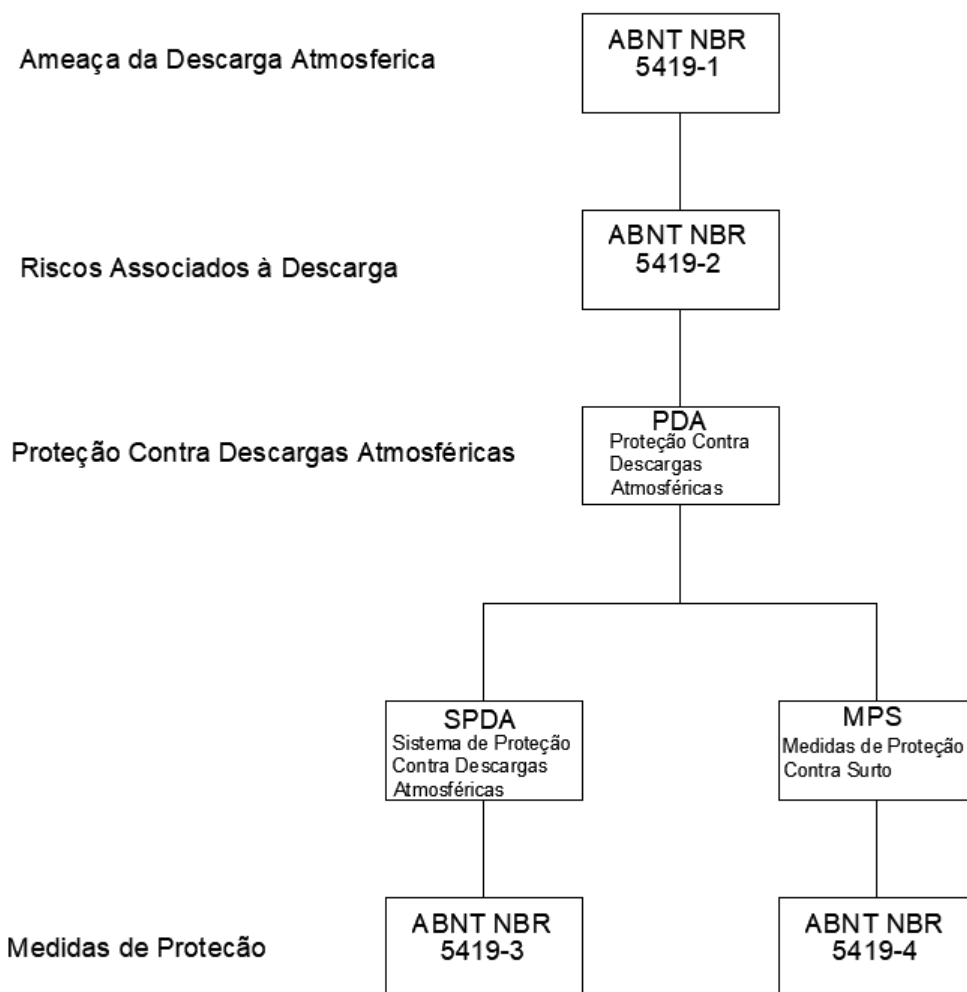 Ameaça da Descarga Atmosferica
ABNT NBR
5419-1
Riscos Associados à Descarga
ABNT NBR
5419-2
Proteção Contra Descargas Atmosféricas
PDA
Proteção Contra
Descargas
Atmosféricas
SPDA
Sistema de Proteção
Contra Descargas
Atmosféricas
MPS
Medidas de Proteção
Contra Surto
Medidas de Proteção
ABNT NBR
5419-3
ABNT NBR
5419-4